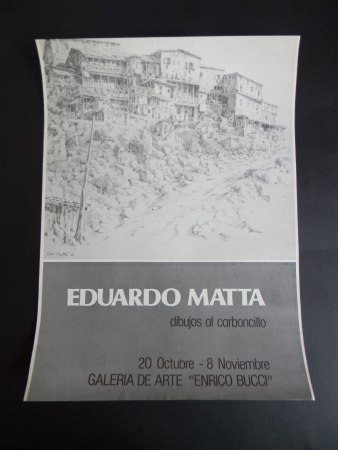 EDUARDO MATTA
dibujos al carboncillo
20 Octubre - 8 Noviembre
GALERIA DE ARTE "ENRICO BUCCI"